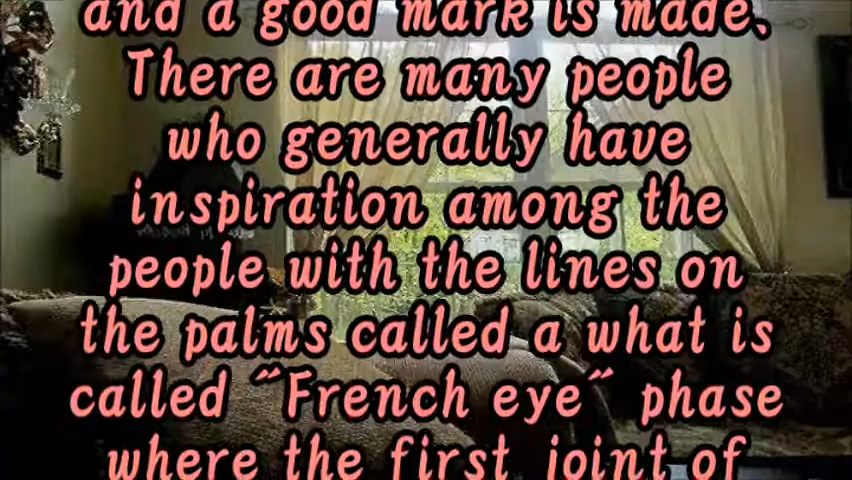 and a good mark is made、
There are many people
who generally have
inspiration among the
people with the lines on
the palms called a what is
called ˝French eye˝ phase
where the first joint of